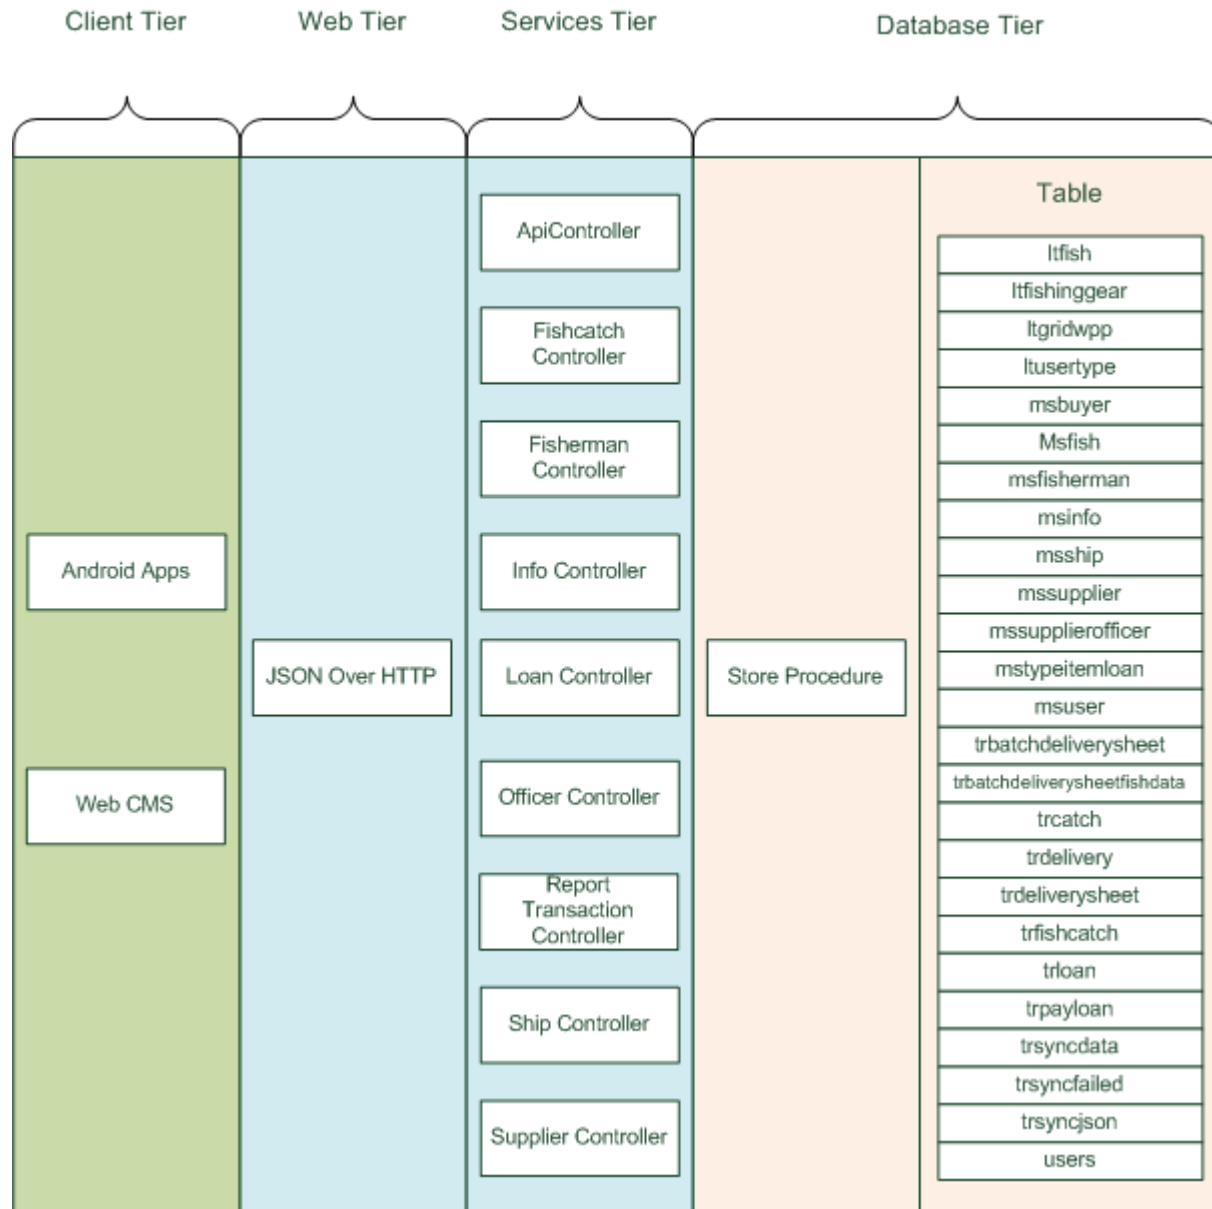 Client Tier
Web Tier
Services Tier
Database Tier
Android Apps
Web CMS
JSON Over HTTP
ApiController
Fishcatch
Controller
Fisherman
Controller
Info Controller
Loan Controller
Officer Controller
Report
Transaction
Controller
Ship Controller
Supplier Controller
Store Procedure
Table
ltfish
ltfishinggear
ltgridwpp
ltusertype
msbuyer
Msfish
msfisherman
msinfo
msship
mssupplier
mssupplierofficer
mstypeitemloan
msuser
trbatchdeliverysheet
trbatchdeliverysheetfishdata
trcatch
trdelivery
trdeliverysheet
trfishcatch
trloan
trpayloan
trsyncdata
trsyncfailed
trsyncjson
users